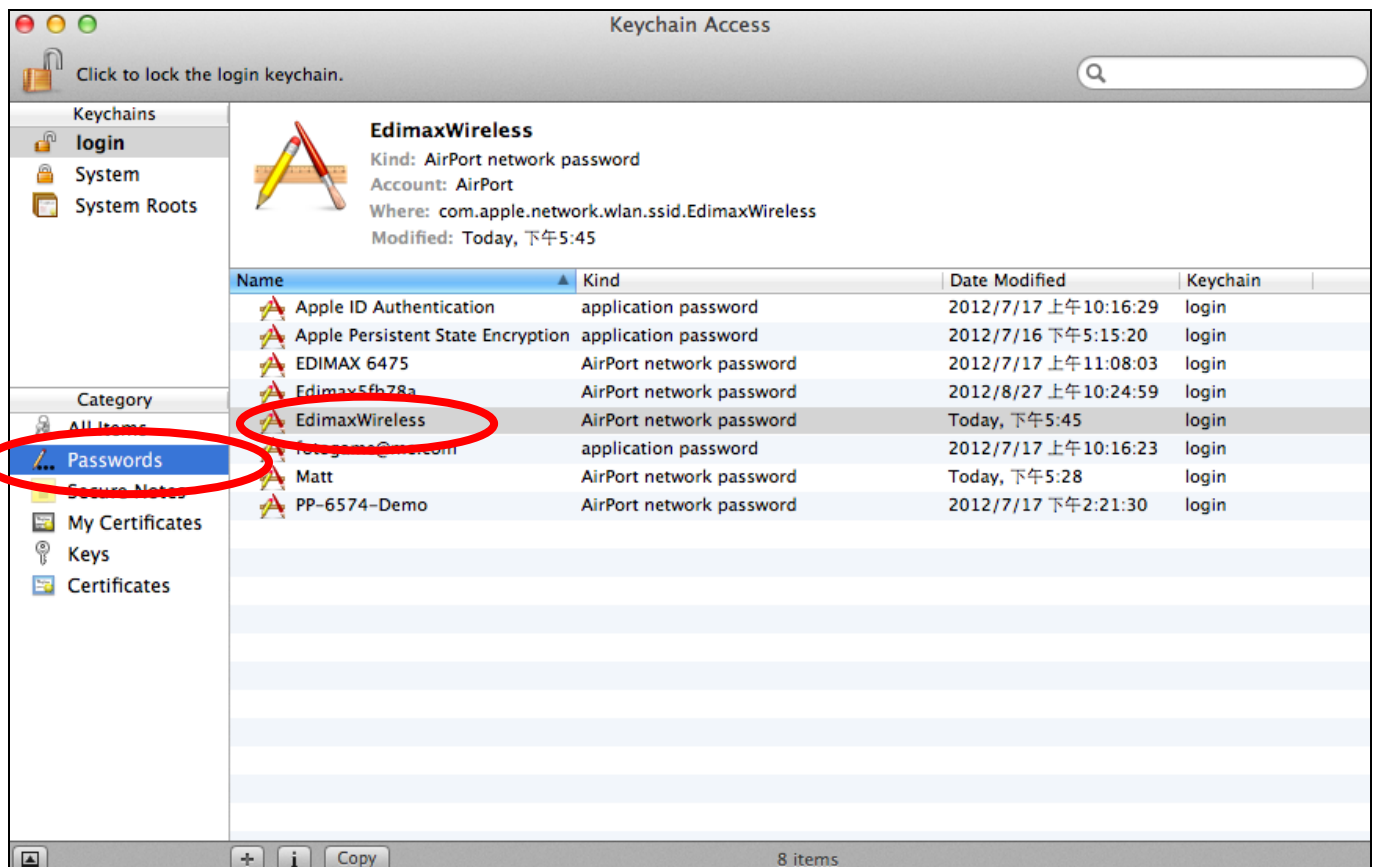 Keychain Access
Click to lock the login keychain.
Keychains
login
System
System Roots
EdimaxWireless
Kind: AirPort network password
Account: AirPort
Where: com.apple.network.wlan.ssid.EdimaxWireless
Modified: Today, 下午5:45
Name Kind Date Modified Keychain
Apple ID Authentication application password 2012/7/17 上午10:16:29 login
Apple Persistent State Encryption application password 2012/7/16 下午5:15:20 login
EDIMAX 6475 AirPort network password 2012/7/17 上午11:08:03 login
Edimax5fb78a AirPort network password 2012/8/27 上午10:24:59 login
EdimaxWireless AirPort network password Today, 下午5:45 login
application password 2012/7/17 上午10:16:23 login
Matt AirPort network password Today, 下午5:28 login
PP-6574-Demo AirPort network password 2012/7/17 下午2:21:30 login
Category
All Items
Passwords
Secure Notes
My Certificates
Keys
Certificates
+ i Copy 8 items